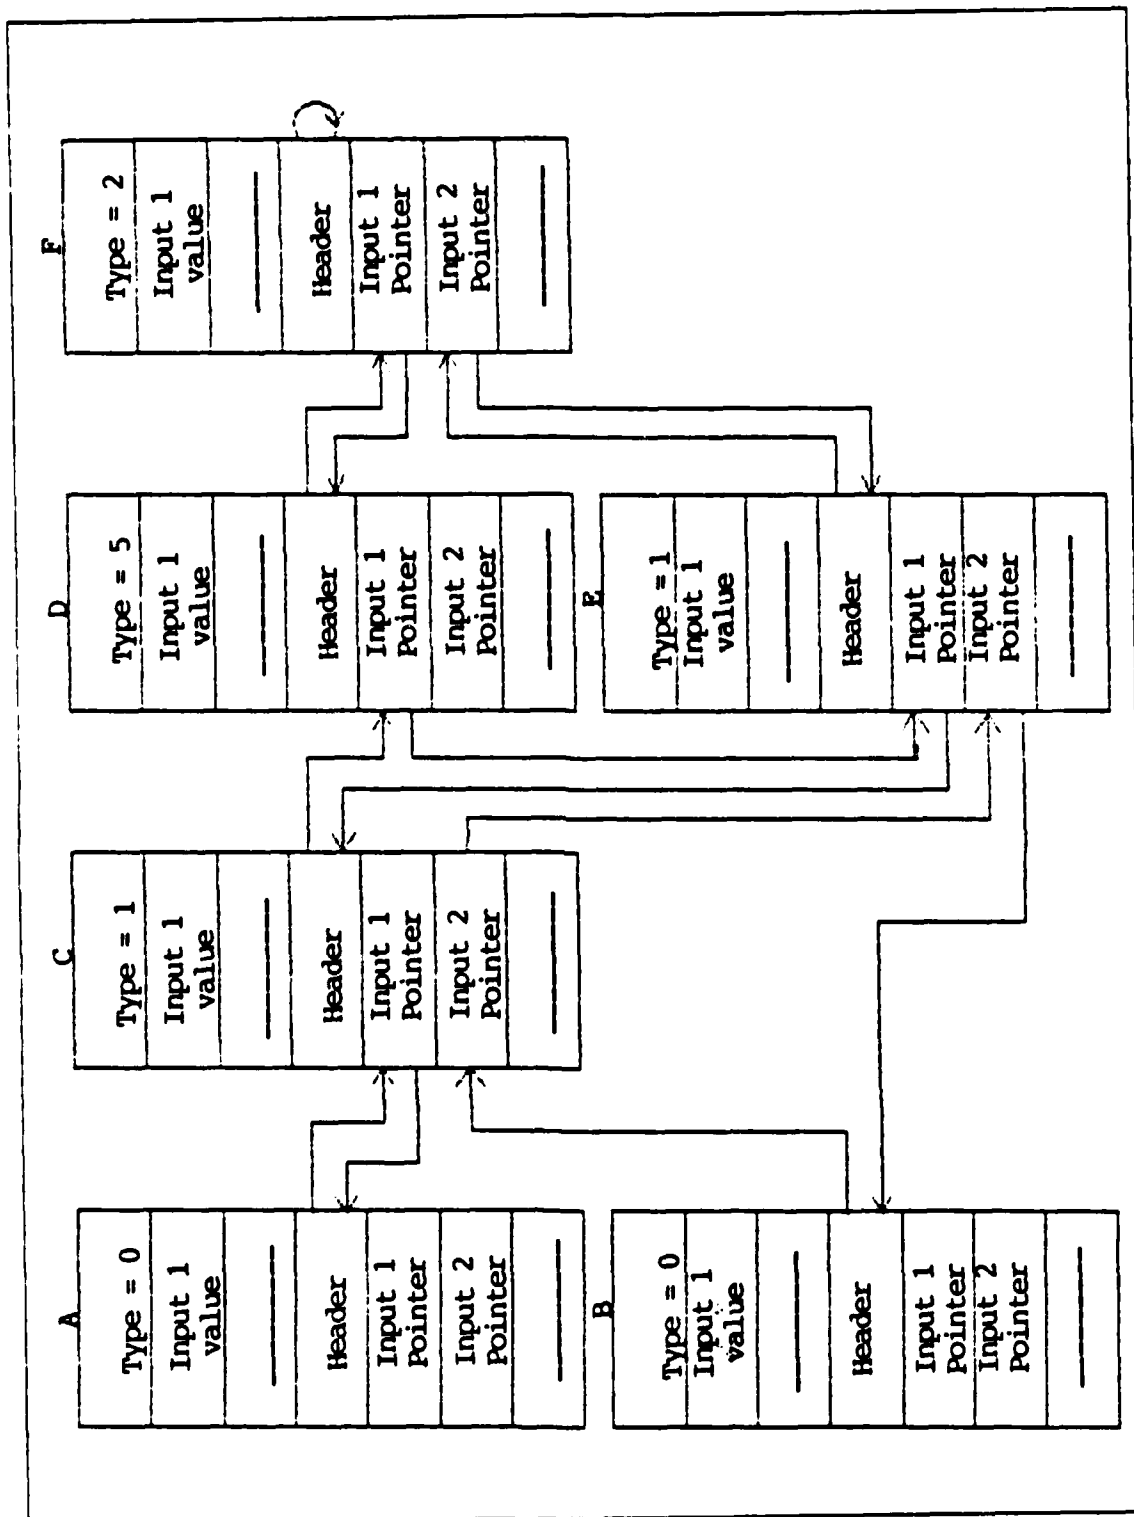 A
Type = 0
Input 1
value
Header
Input 1
Pointer
Input 2
Pointer
B
Type = 0
Input 1
value
Header
Input 1
Pointer
Input 2
Pointer
C
Type = 1
Input 1
value
Header
Input 1
Pointer
Input 2
Pointer
D
Type = 5
Input 1
value
Header
Input 1
Pointer
Input 2
Pointer
E
Type = 1
Input 1
value
Header
Input 1
Pointer
Input 2
Pointer
F
Type = 2
Input 1
value
Header
Input 1
Pointer
Input 2
Pointer